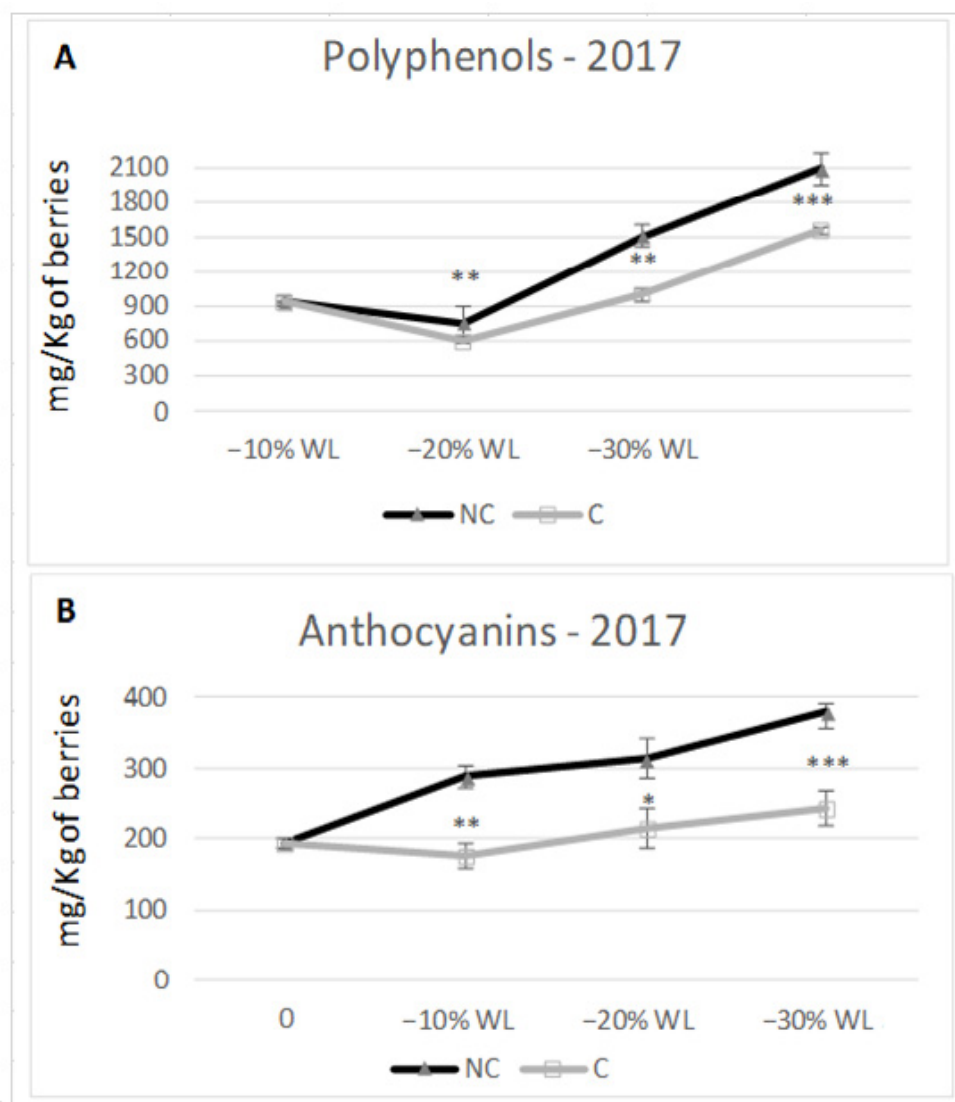 A
Polyphenols - 2017
mg/Kg of berries
2100
1800
1500
1200
900
600
300
0
**
**
***
−10% WL −20% WL −30% WL
NC C
B
Anthocyanins - 2017
mg/Kg of berries
400
300
200
100
0
**
*
***
0 −10% WL −20% WL −30% WL
NC C